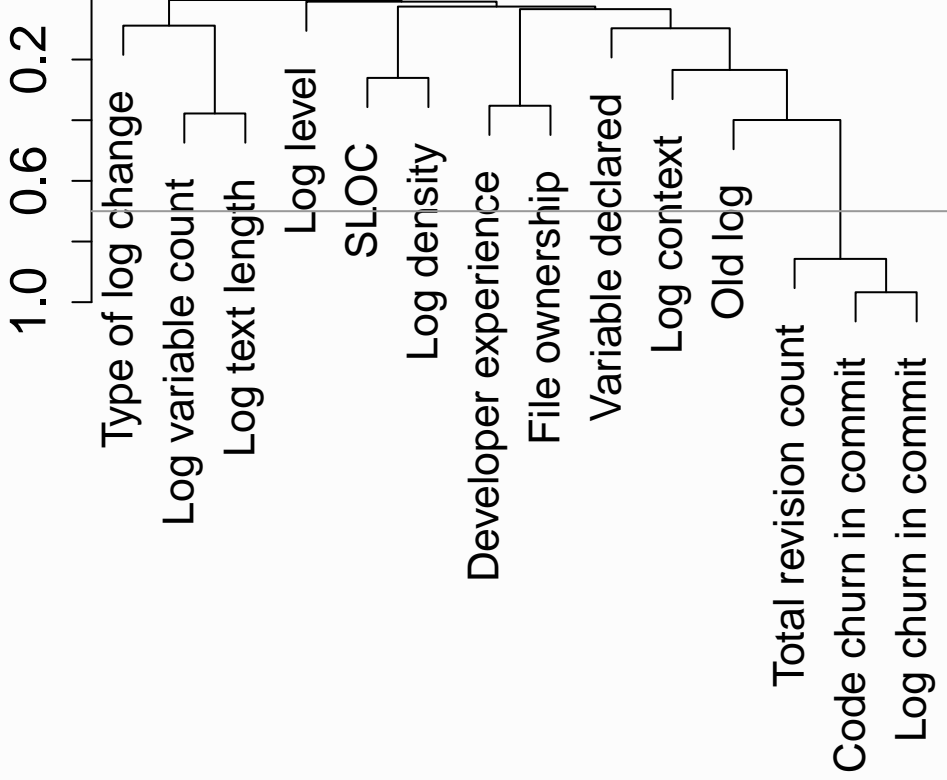 0.2
0.6
1.0
Type of log change
Log variable count
Log text length
Log level
SLOC
Log density
Developer experience
File ownership
Variable declared
Log context
Old log
Total revision count
Code churn in commit
Log churn in commit